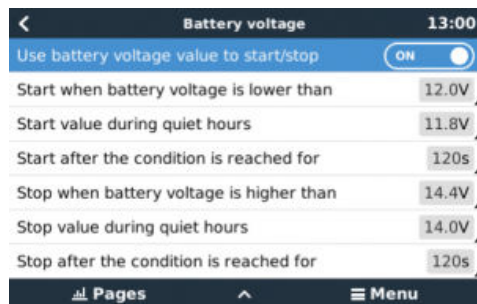 Battery voltage 13:00
Use battery voltage value to start/stop ON
Start when battery voltage is lower than 12.0V
Start value during quiet hours 11.8V
Start after the condition is reached for 120s
Stop when battery voltage is higher than 14.4V
Stop value during quiet hours 14.0V
Stop after the condition is reached for 120s
Pages Menu